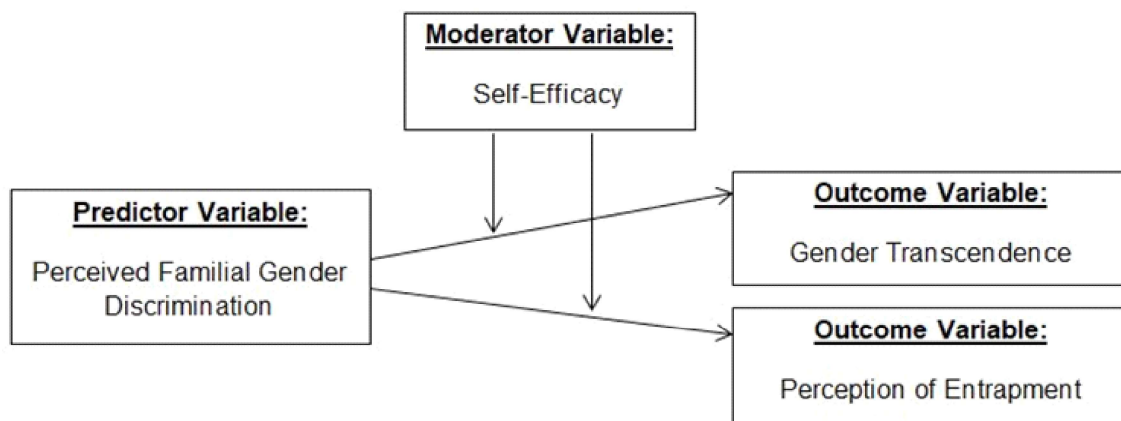 Moderator Variable:
Self-Efficacy
Predictor Variable:
Perceived Familial Gender
Discrimination
Outcome Variable:
Gender Transcendence
Outcome Variable:
Perception of Entrapment